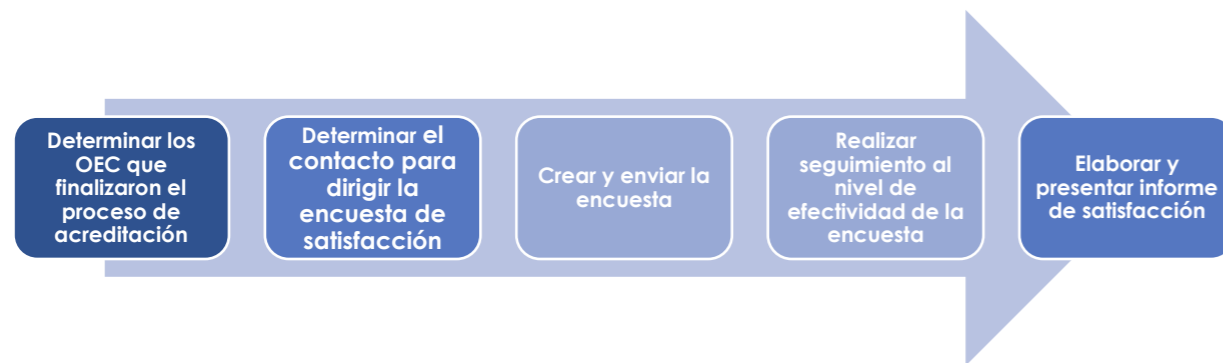 Determinar los
OEC que
finalizaron el
proceso de
acreditación
Determinar el
contacto para
dirigir la
encuesta de
satisfacción
Crear y enviar la
encuesta
Realizar
seguimiento al
nivel de
efectividad de la
encuesta
Elaborar y
presentar informe
de satisfacción